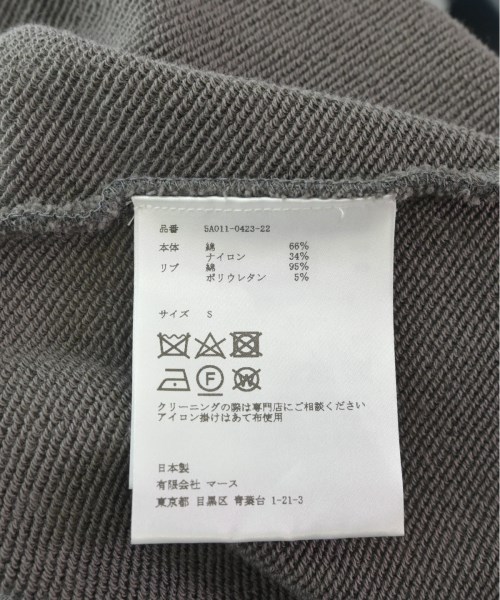 品番 5A011-0423-22
本体 綿 66%
ナイロン 34%
リブ 綿 95%
ポリウレタン 5%
サイズ S
F W
クリーニングの際は専門店にご相談ください
アイロン掛けはあて布使用
日本製
有限会社 マース
東京都 目黒区 青葉台 1-21-3